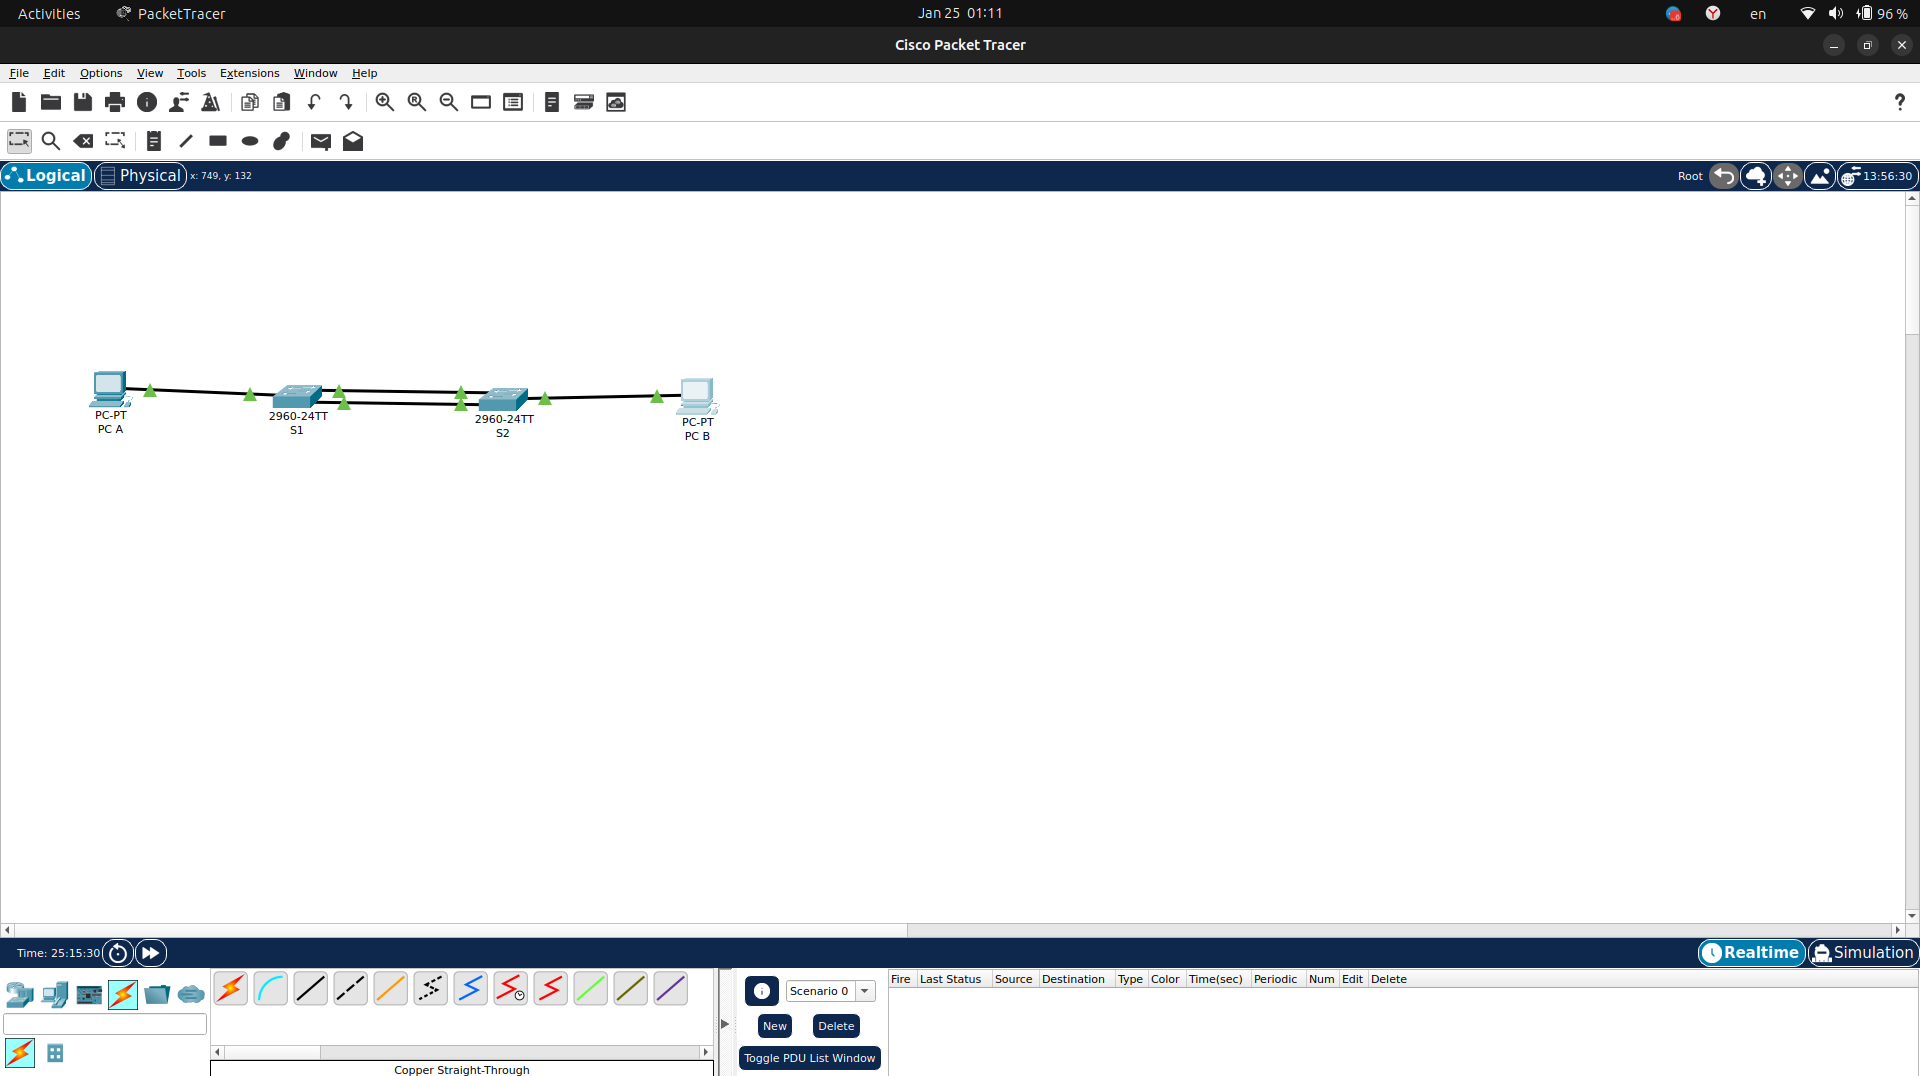 Activities PacketTracer Jan 25 01:11 en 96 %
Cisco Packet Tracer
File Edit Options View Tools Extensions Window Help
Logical Physical x: 749, y: 132 Root 13:56:30
PC-PT
PC A
2960-24TT
S1
2960-24TT
S2
PC-PT
PC B
Time: 25:15:30 Realtime Simulation
Fire Last Status Source Destination Type Color Time(sec) Periodic Num Edit Delete
Scenario 0
New Delete
Toggle PDU List Window
Copper Straight-Through